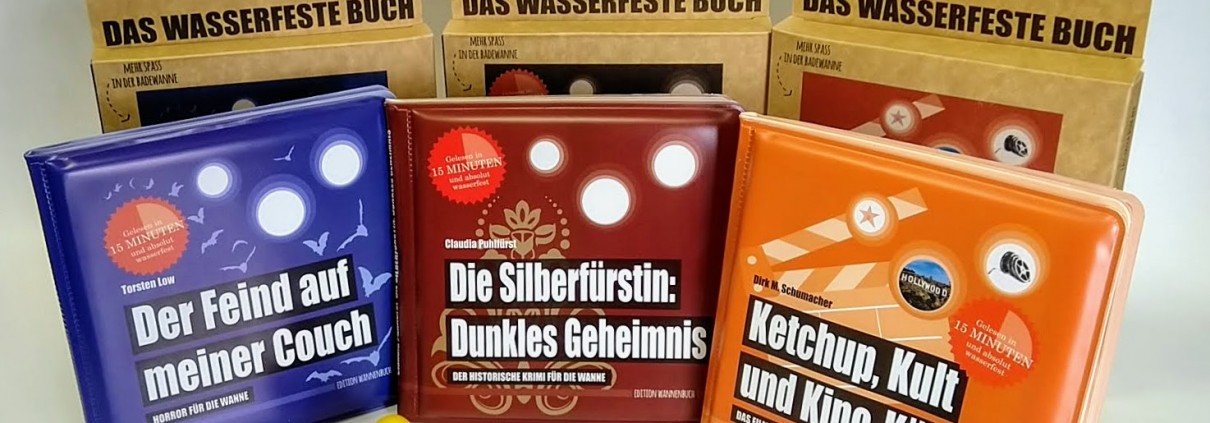 DAS WASSERFESTE BUCH
DAS WASSERFESTE BUCH
DAS WASSERFESTE BUCH
MEHR SPASS
IN DER BADEWANNE
MEHR SPASS
IN DER BADEWANNE
MEHR SPASS
IN DER BADEWANNE
Gelesen in
15 MINUTEN
und absolut
wasserfest
Torsten Low
Der Feind auf
meiner Couch
HORROR FÜR DIE WANNE
EDITION WANNENBUCH
Gelesen in
15 MINUTEN
und absolut
wasserfest
Claudia Puhlfürst
Die Silberfürstin:
Dunkles Geheimnis
DER HISTORISCHE KRIMI FÜR DIE WANNE
EDITION WANNENBUCH
HOLLYWOOD
Dirk M. Schumacher
Gelesen in
15 MINUTEN
und absolut
wasserfest
Ketchup, Kult
und Kino